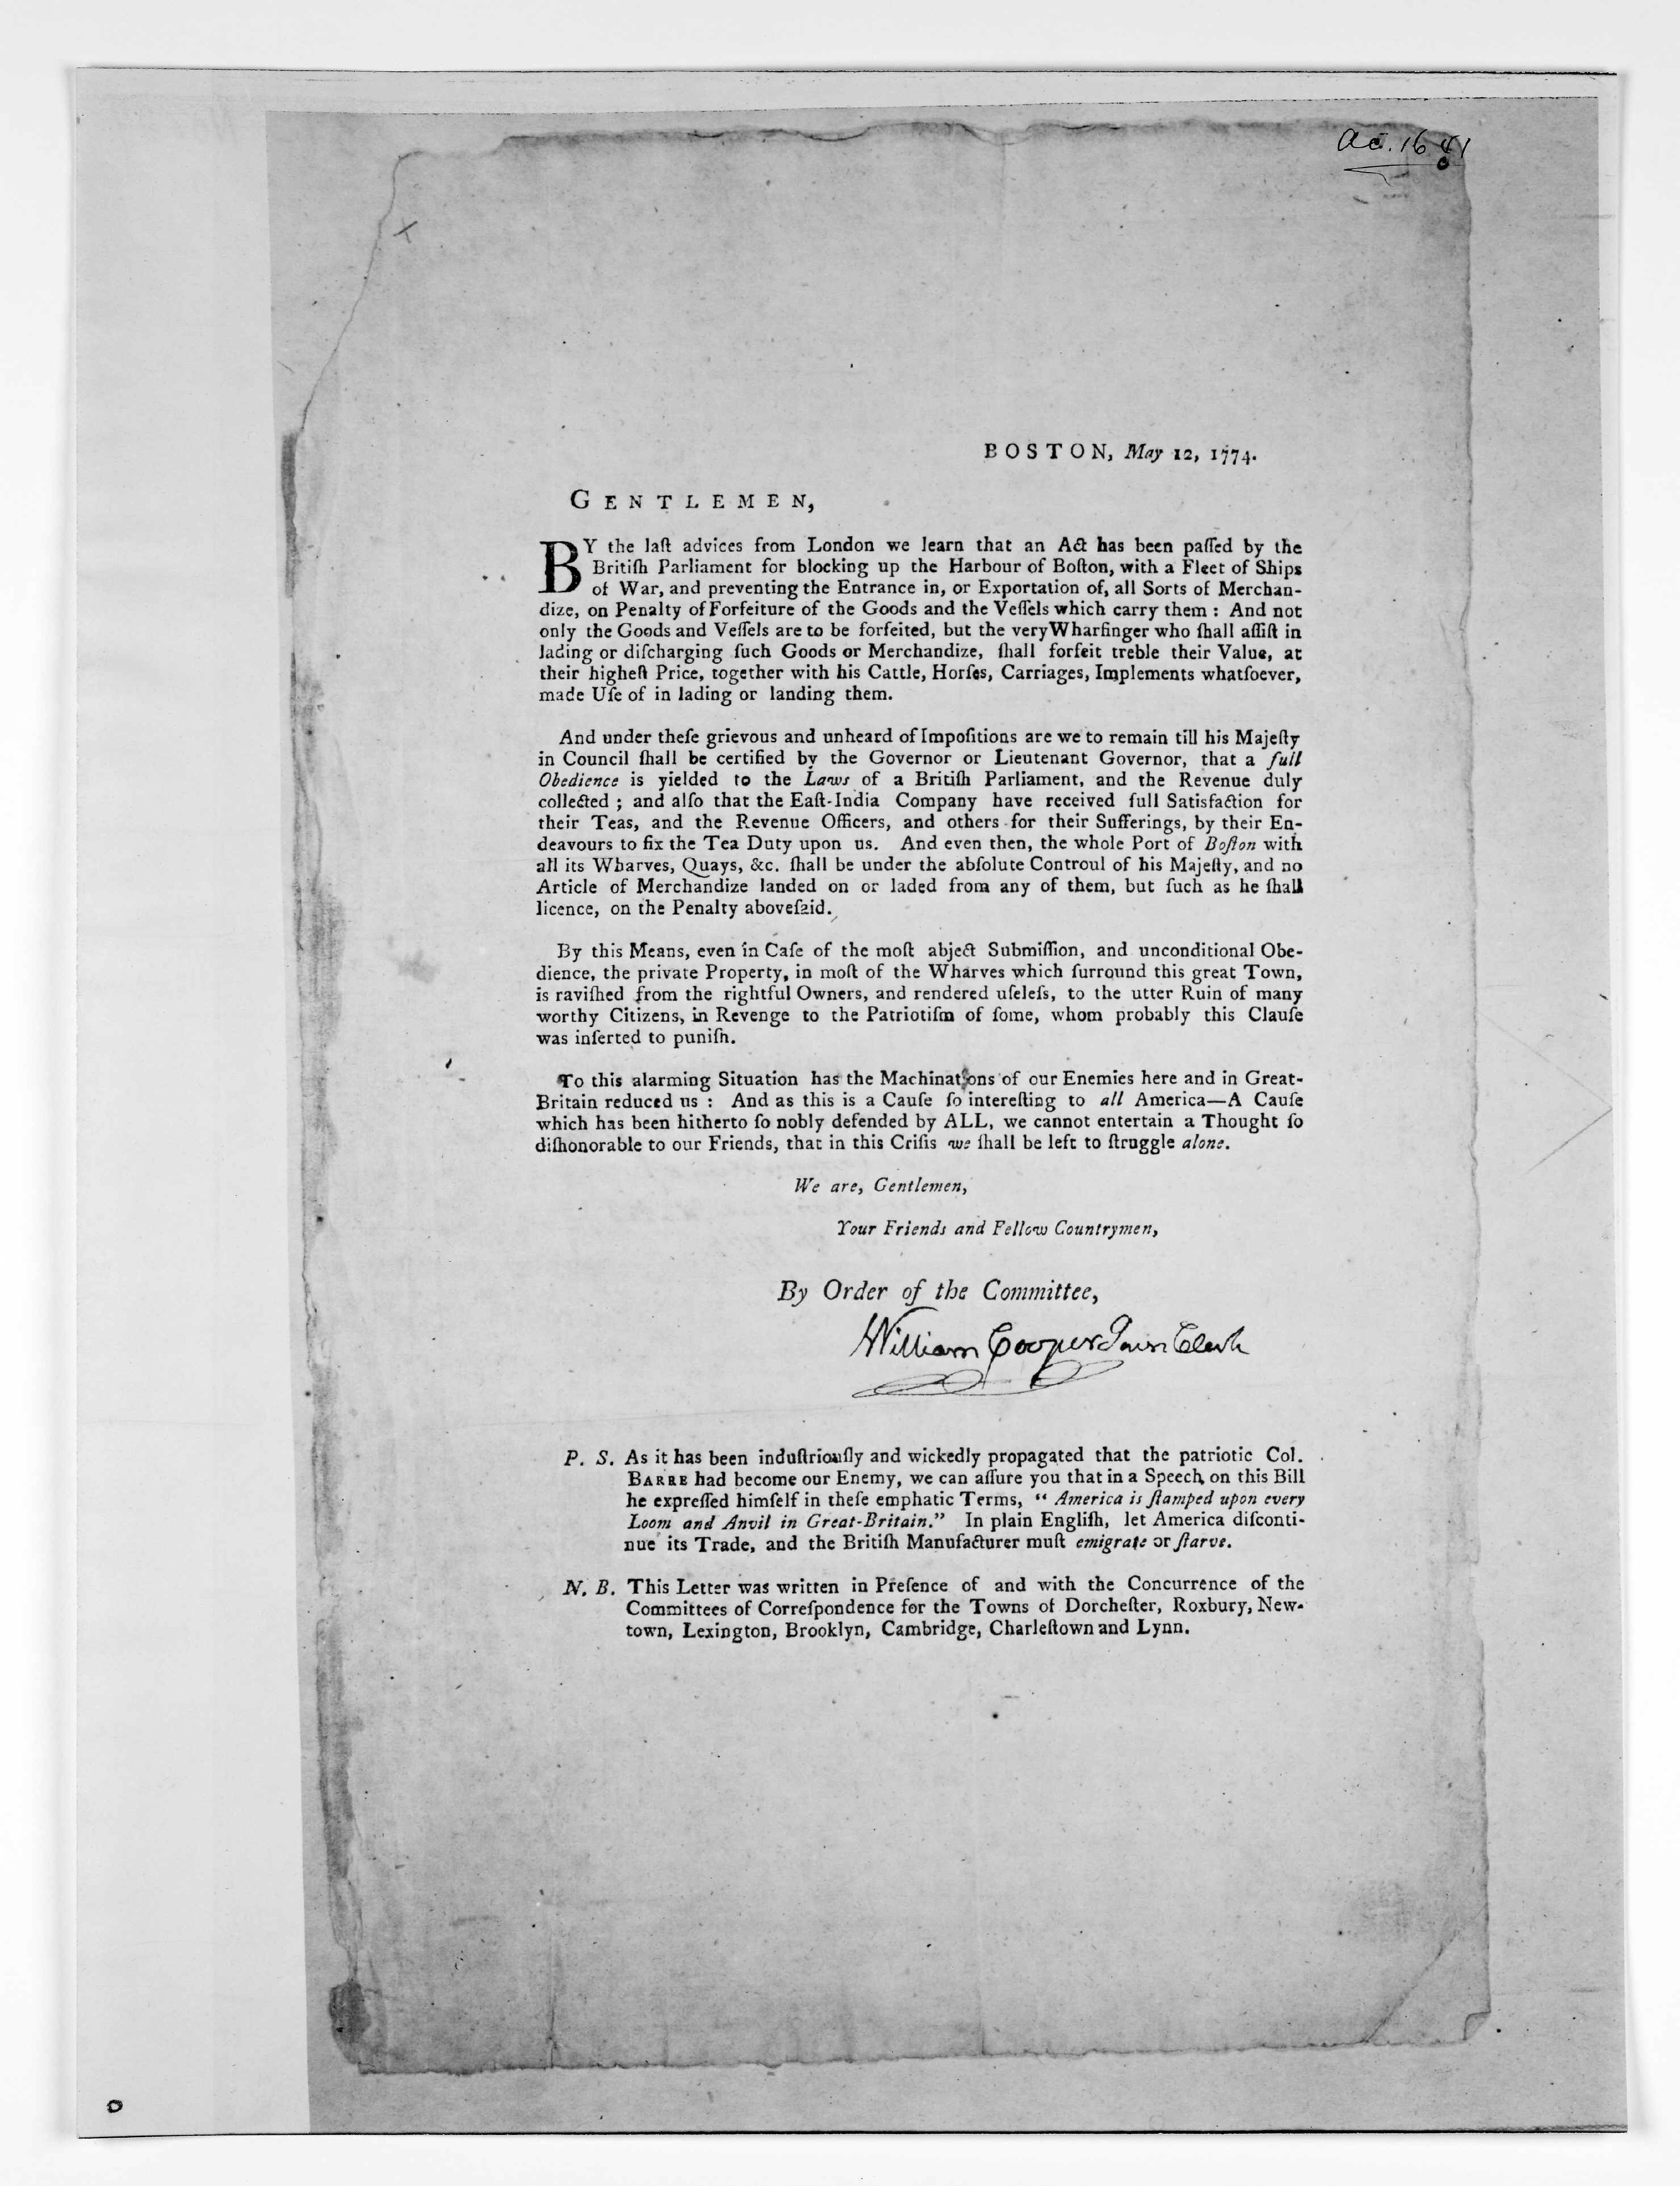 BOSTON, May 12, 1774.
GENTLEMEN,
BY the laſt advices from London we learn that an Act has been paſſed by the
Britiſh Parliament for blocking up the Harbour of Boſton, with a Fleet of Ships
of War, and preventing the Entrance in, or Exportation of, all Sorts of Merchan-
dize, on Penalty of Forfeiture of the Goods and the Veſſels which carry them : And not
only the Goods and Veſſels are to be forfeited, but the very Wharfinger who ſhall aſſiſt in
lading or diſcharging ſuch Goods or Merchandize, ſhall forfeit treble their Value, at
their higheſt Price, together with his Cattle, Horſes, Carriages, Implements whatſoever,
made Uſe of in lading or landing them.
And under theſe grievous and unheard of Impoſitions are we to remain till his Majeſty
in Council ſhall be certified by the Governor or Lieutenant Governor, that a full
Obedience is yielded to the Laws of a Britiſh Parliament, and the Revenue duly
collected ; and alſo that the Eaſt-India Company have received full Satisfaction for
their Teas, and the Revenue Officers, and others for their Sufferings, by their En-
deavours to fix the Tea Duty upon us. And even then, the whole Port of Boſton with
all its Wharves, Quays, &c. ſhall be under the abſolute Controul of his Majeſty, and no
Article of Merchandize landed on or laded from any of them, but ſuch as he ſhall
licence, on the Penalty aboveſaid.
By this Means, even in Caſe of the moſt abject Submiſſion, and unconditional Obe-
dience, the private Property, in moſt of the Wharves which ſurround this great Town,
is raviſhed from the rightful Owners, and rendered uſeleſs, to the utter Ruin of many
worthy Citizens, in Revenge to the Patriotiſm of ſome, whom probably this Clauſe
was inſerted to puniſh.
To this alarming Situation has the Machinations of our Enemies here and in Great-
Britain reduced us : And as this is a Cauſe ſo intereſting to all America—A Cauſe
which has been hitherto ſo nobly defended by ALL, we cannot entertain a Thought ſo
diſhonorable to our Friends, that in this Criſis we ſhall be left to ſtruggle alone.
We are, Gentlemen,
Your Friends and Fellow Countrymen,
By Order of the Committee,
William Cooper Town Clerk
P. S. As it has been induſtriouſly and wickedly propagated that the patriotic Col.
BARRE had become our Enemy, we can aſſure you that in a Speech on this Bill
he expreſſed himſelf in theſe emphatic Terms, “ America is ſtamped upon every
Loom and Anvil in Great-Britain.” In plain Engliſh, let America diſconti-
nue its Trade, and the Britiſh Manufacturer muſt emigrate or ſtarve.
N. B. This Letter was written in Preſence of and with the Concurrence of the
Committees of Correſpondence for the Towns of Dorcheſter, Roxbury, New-
town, Lexington, Brooklyn, Cambridge, Charleſtown and Lynn.